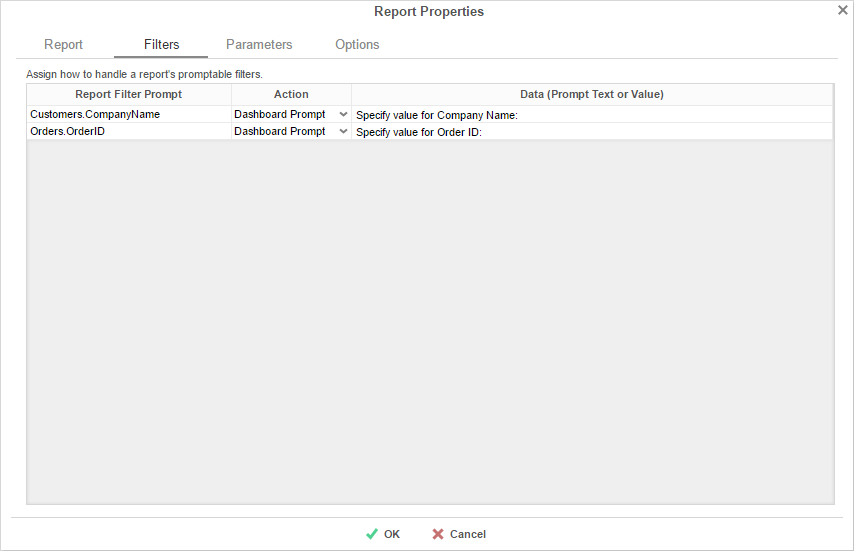 Report Properties
Report Filters Parameters Options
Assign how to handle a report's promptable filters.
Report Filter Prompt Action Data (Prompt Text or Value)
Customers.CompanyName Dashboard Prompt Specify value for Company Name:
Orders.OrderID Dashboard Prompt Specify value for Order ID:
OK Cancel